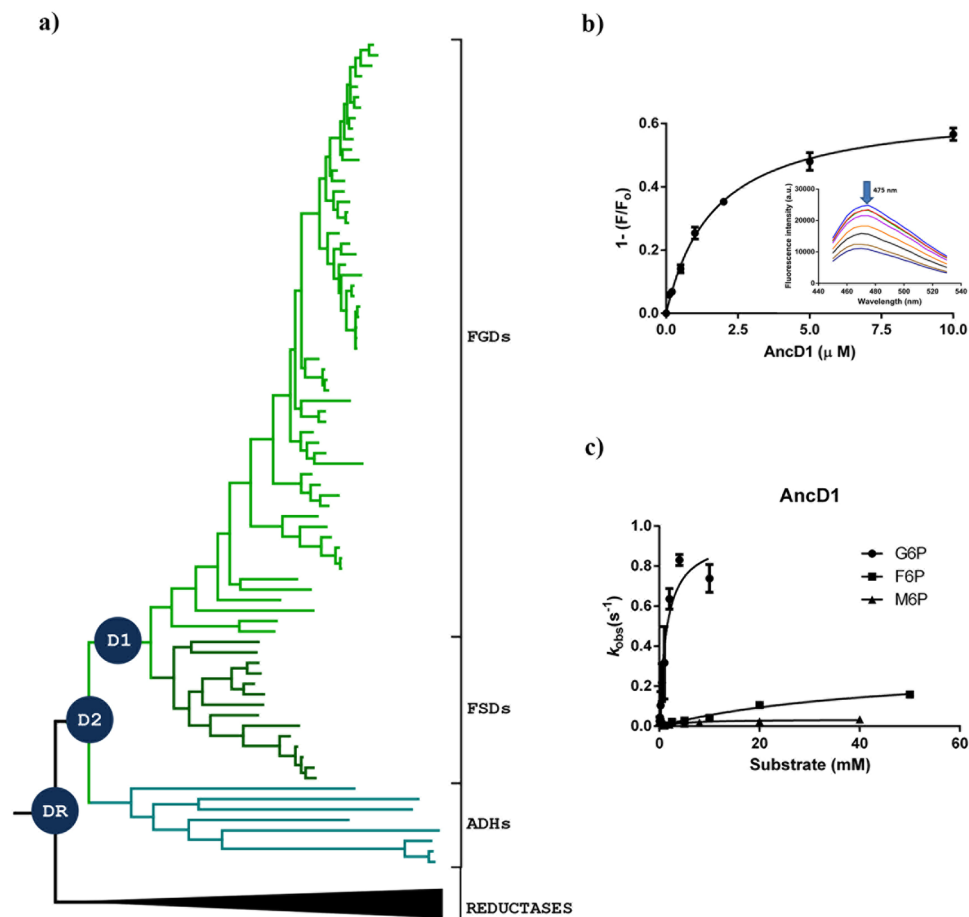 a)
FGDs
D1
FSDs
D2
DR
ADHs
REDUCTASES
b)
0.6
0.4
0.2
0.0
1- (F/Fo)
0.0
2.5
5.0
7.5
10.0
AncD1 (μ M)
475 nm
30000
20000
10000
0
Fluorescence intensity (a.u.)
440
460
480
500
520
540
Wavelength (nm)
c)
AncD1
1.0
0.8
0.6
0.4
0.2
0.0
kobs(s-1)
G6P
F6P
M6P
0
20
40
60
Substrate (mM)